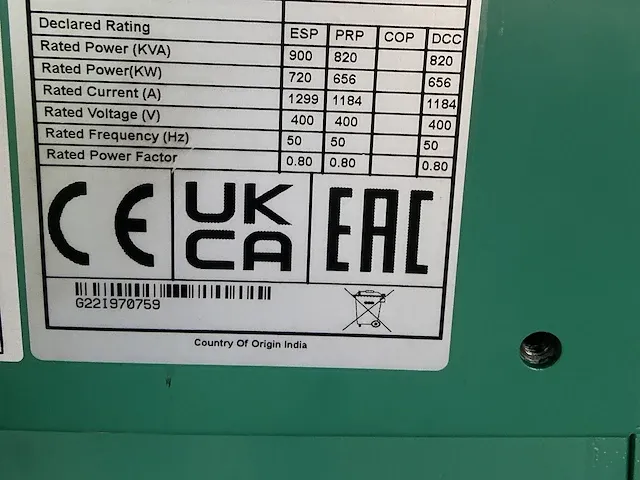 Declared Rating ESP PRP COP DCC
Rated Power (KVA) 900 820 820
Rated Power(KW) 720 656 656
Rated Current (A) 1299 1184 1184
Rated Voltage (V) 400 400 400
Rated Frequency (Hz) 50 50 50
Rated Power Factor 0.80 0.80 0.80
CE UK CA EAC
G22I970759
Country Of Origin India